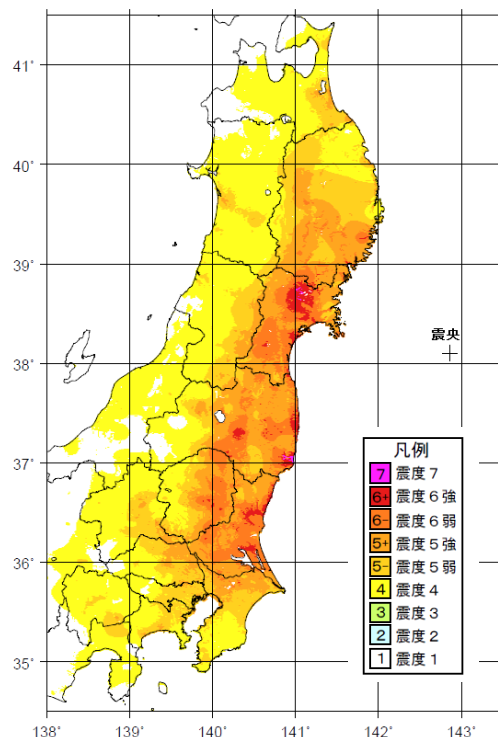 41°
40°
39°
震央
38°
凡例
7 震度 7
37°
6+ 震度 6 強
6- 震度 6 弱
5+ 震度 5 強
5- 震度 5 弱
36°
4 震度 4
3 震度 3
2 震度 2
35°
1 震度 1
138° 139° 140° 141° 142° 143°